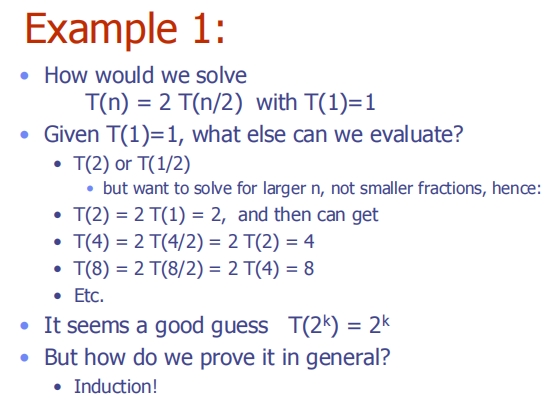 Example 1:
• How would we solve
T(n) = 2 T(n/2) with T(1)=1
• Given T(1)=1, what else can we evaluate?
• T(2) or T(1/2)
• but want to solve for larger n, not smaller fractions, hence:
• T(2) = 2 T(1) = 2, and then can get
• T(4) = 2 T(4/2) = 2 T(2) = 4
• T(8) = 2 T(8/2) = 2 T(4) = 8
• Etc.
• It seems a good guess T(2ᵏ) = 2ᵏ
• But how do we prove it in general?
• Induction!